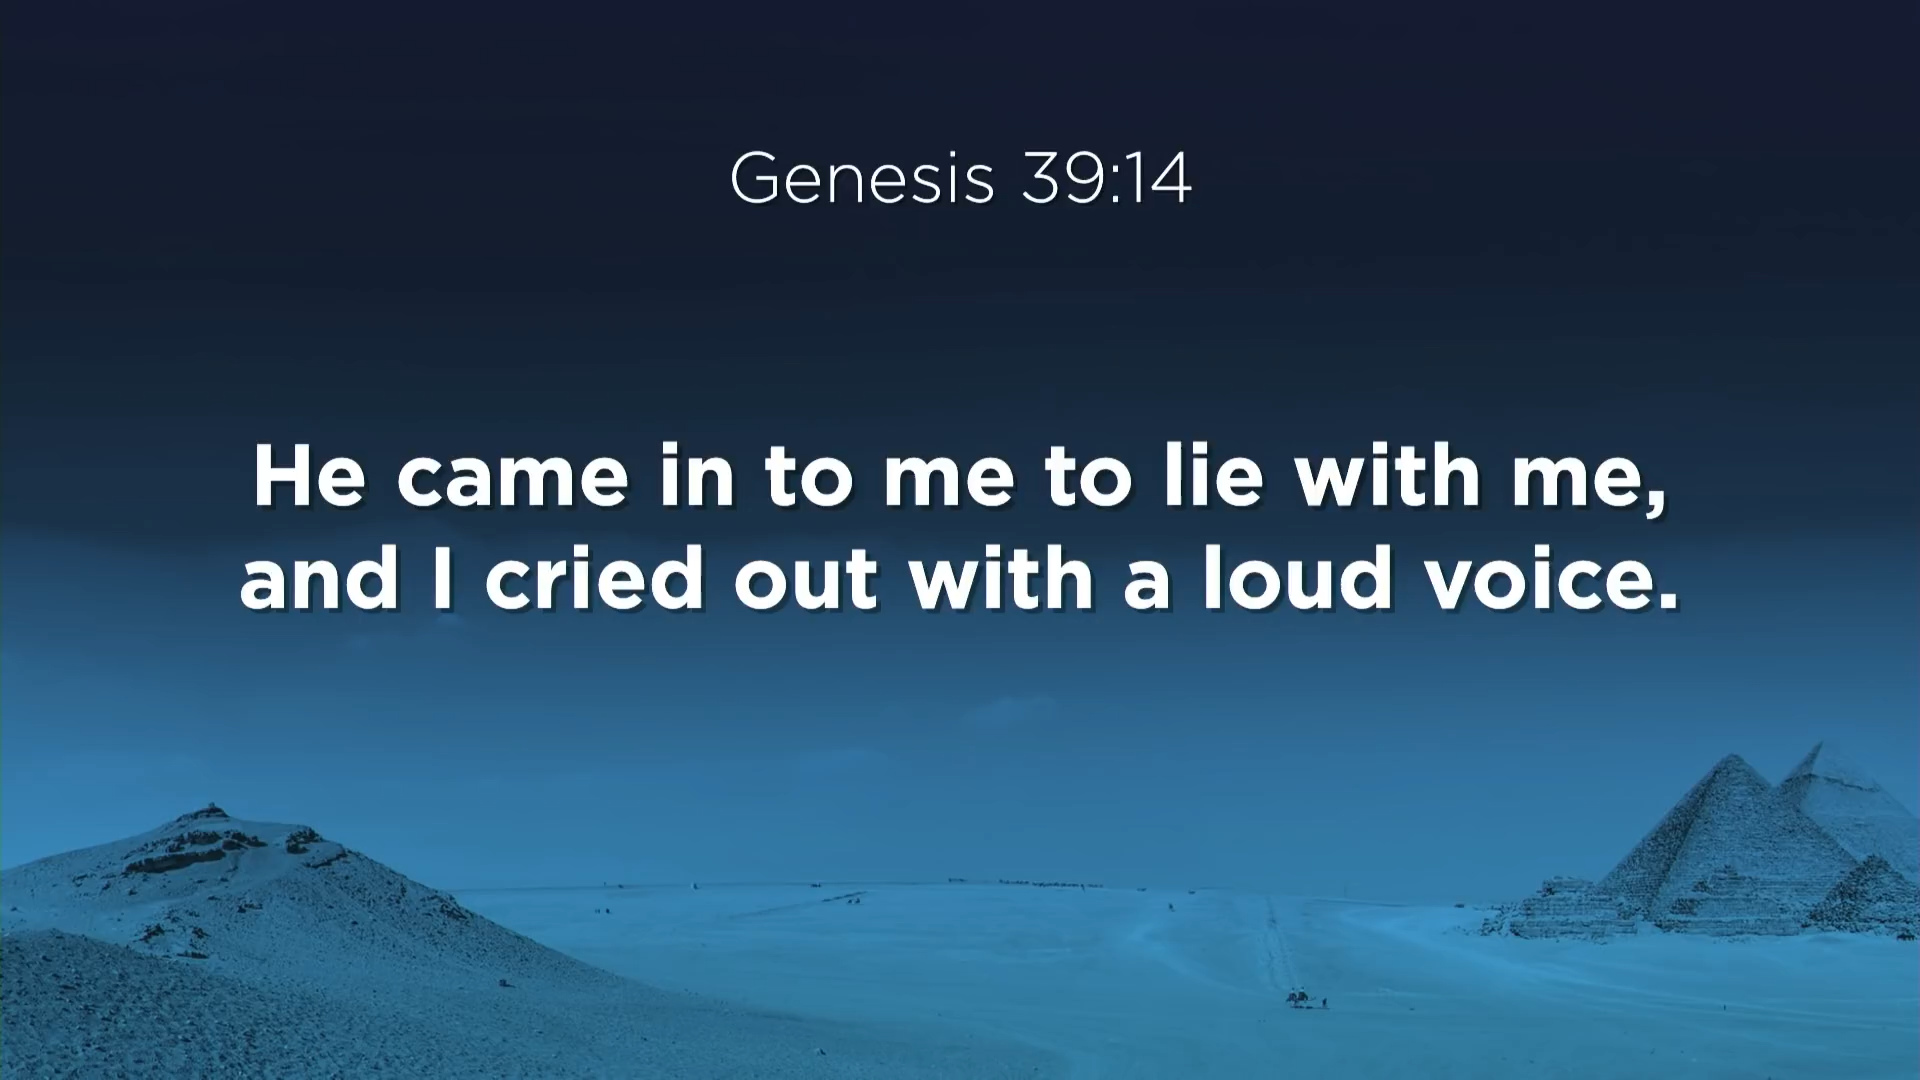 Genesis 39:14
He came in to me to lie with me,
and I cried out with a loud voice.